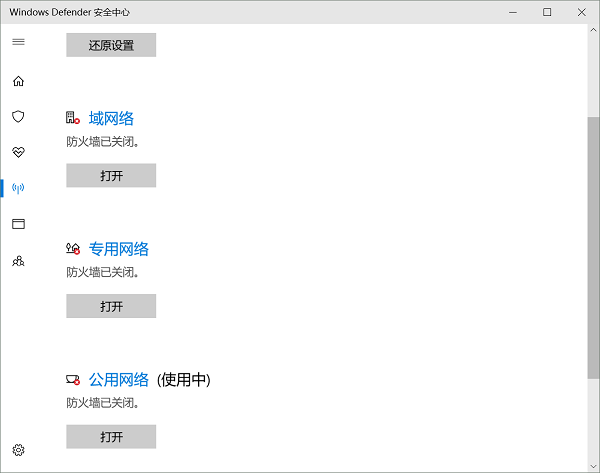 Windows Defender 安全中心
还原设置
域网络
防火墙已关闭。
打开
专用网络
防火墙已关闭。
打开
公用网络 (使用中)
防火墙已关闭。
打开